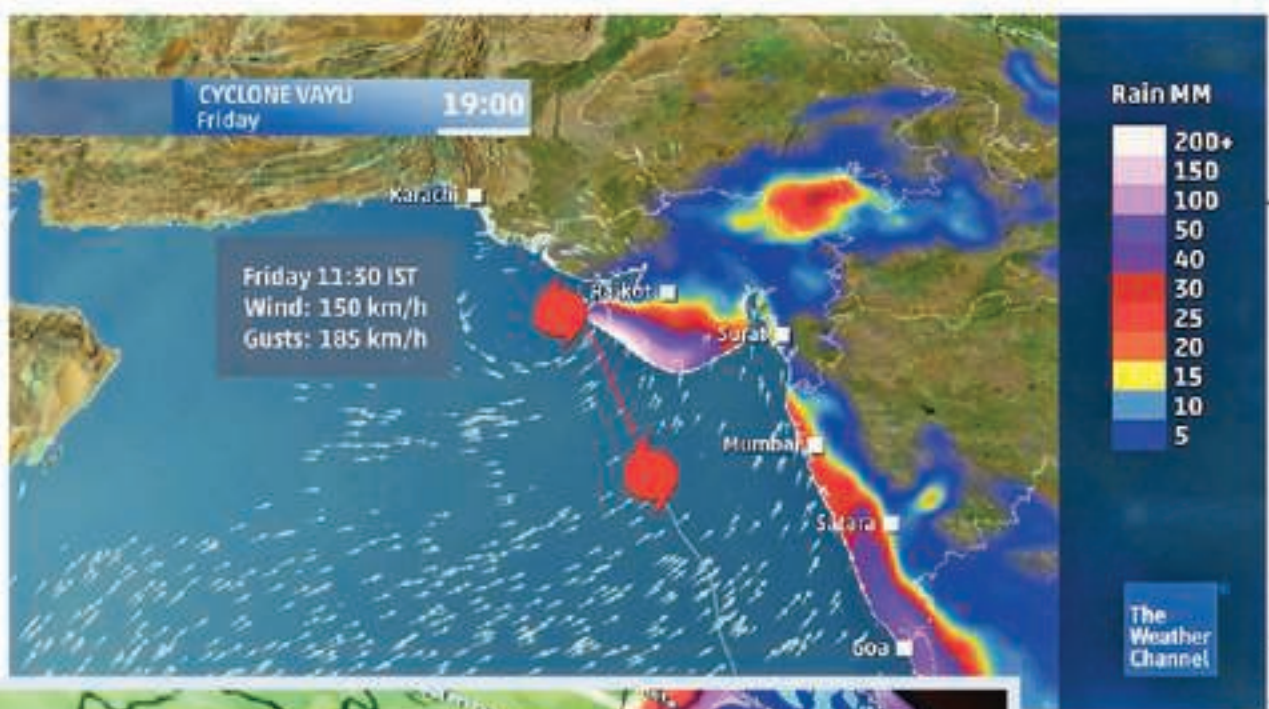 CYCLONE VAYU
Friday
19:00
Karachi
Friday 11:30 IST
Wind: 150 km/h
Gusts: 185 km/h
Rajkot
Surat
Mumbai
Satara
Goa
Rain MM
200+
150
100
50
40
30
25
20
15
10
5
The
Weather
Channel